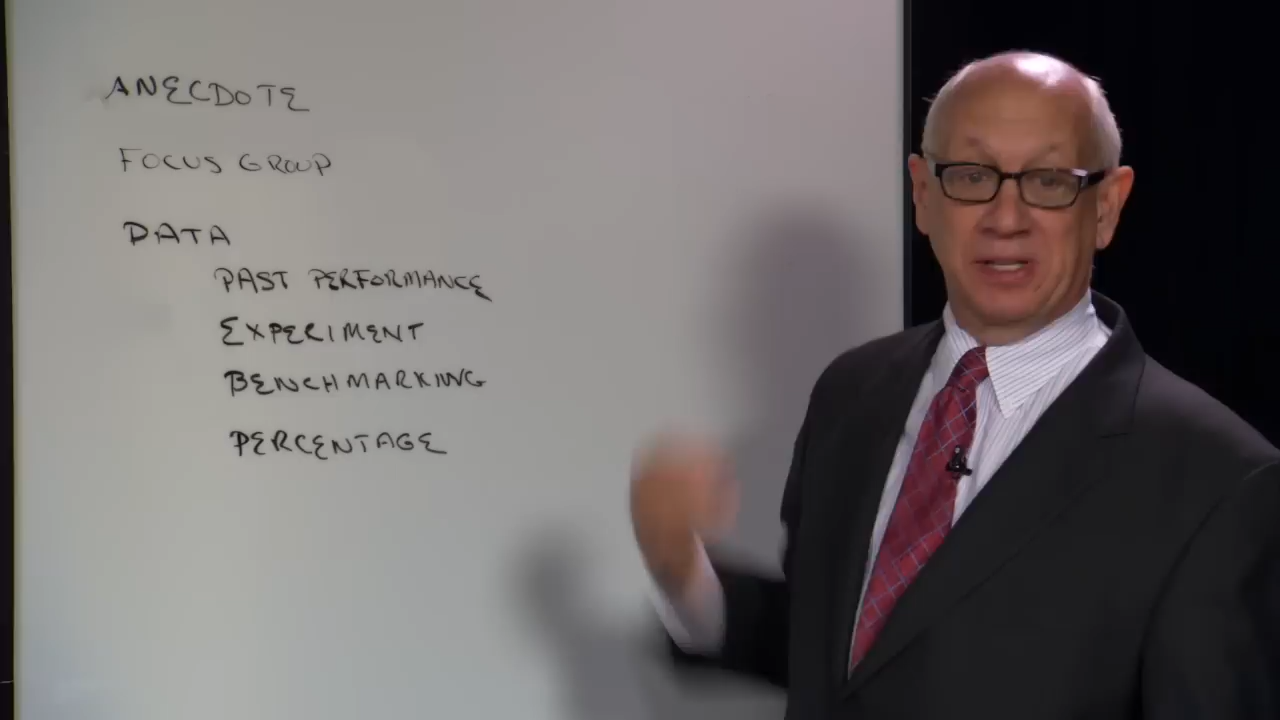 ANECDOTE
FOCUS GROUP
DATA
PAST PERFORMANCE
EXPERIMENT
BENCHMARKING
PERCENTAGE